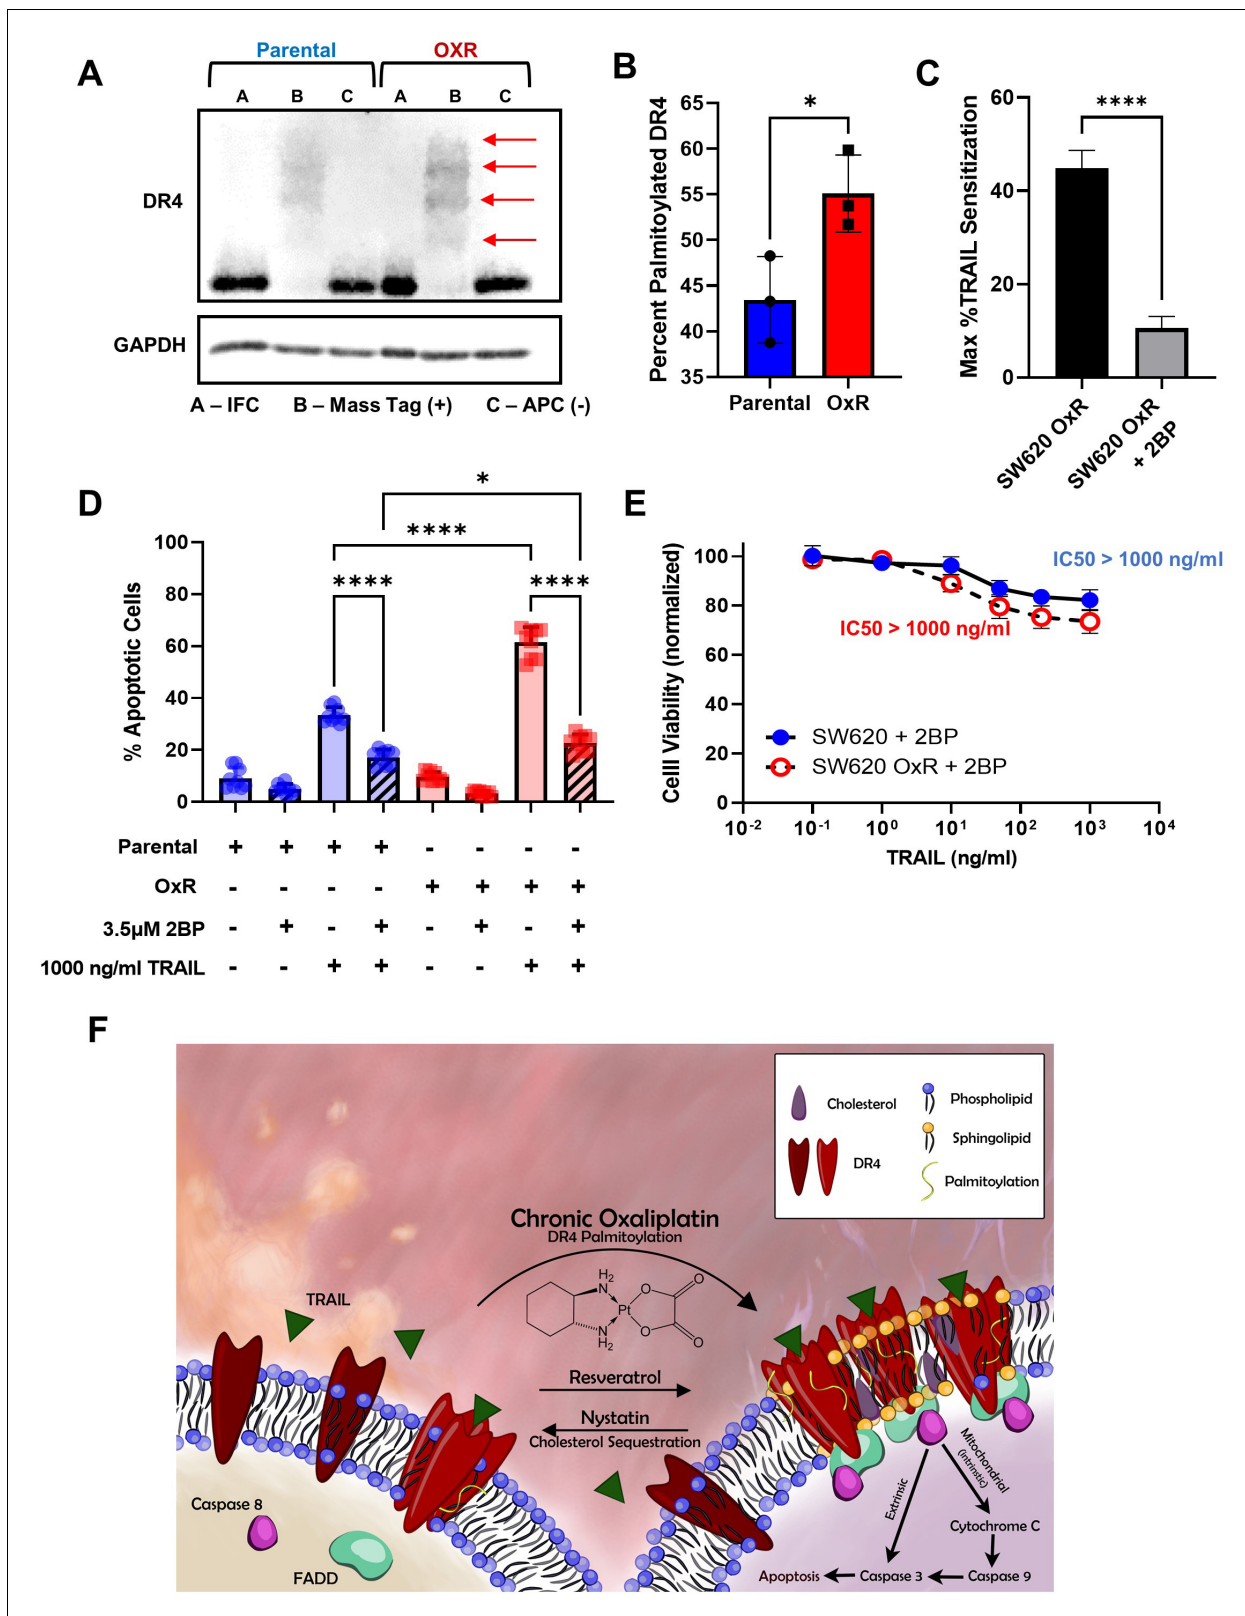 A
Parental
OXR
A
B
C
A
B
C
DR4
GAPDH
A – IFC
B – Mass Tag (+)
C – APC (-)
B
Percent Palmitoylated DR4
65
60
55
50
45
40
35
*
Parental
OxR
C
Max %TRAIL Sensitization
60
40
20
0
****
SW620 OxR
SW620 OxR
+ 2BP
D
% Apoptotic Cells
100
80
60
40
20
0
*
****
****
****
Parental + + + + - - - -
OxR - - - - + + + +
3.5µM 2BP - + - + - + - +
1000 ng/ml TRAIL - - + + - - + +
E
Celll Viability (normalized)
100
80
60
40
20
0
IC50 > 1000 ng/ml
IC50 > 1000 ng/ml
SW620 + 2BP
SW620 OxR + 2BP
10-2
10-1
100
101
102
103
104
TRAIL (ng/ml)
F
Cholesterol
Phospholipid
Sphingolipid
DR4
Palmitoylation
Chronic Oxaliplatin
DR4 Palmitoylation
H2
N
O
O
Pt
N
H2
O
O
TRAIL
Resveratrol
Nystatin
Cholesterol Sequestration
Caspase 8
FADD
Extrinsic
Mitochondrial
(Intrinstic)
Cytochrome C
Apoptosis
Caspase 3
Caspase 9